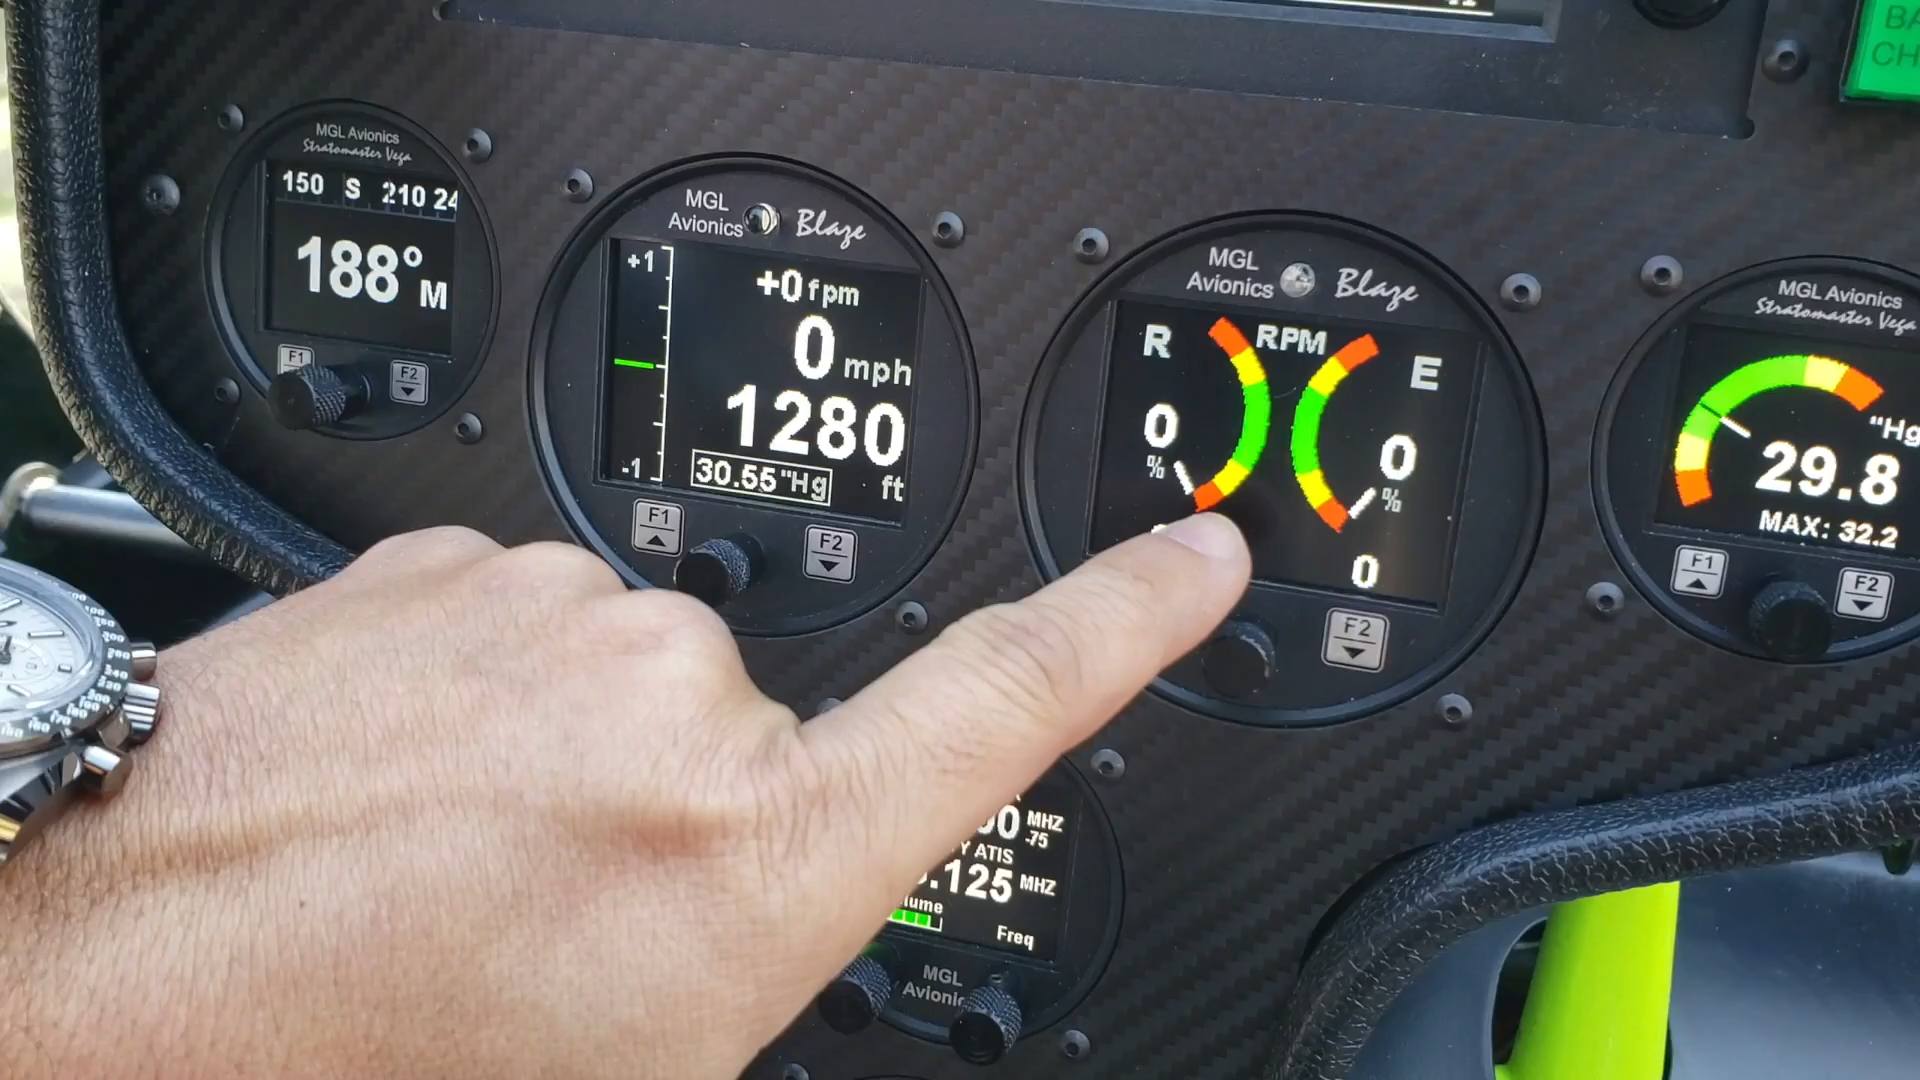 BA
CH
MGL Avionics
Stratomaster Vega
150 S 210 24
188° M
F1
F2
MGL
Avionics
Blaze
+1
+0 fpm
0 mph
1280
-1
30.55 "Hg
ft
F1
F2
MGL
Avionics
Blaze
R
RPM
E
0
%
0
%
0
F2
MGL Avionics
Stratomaster Vega
"Hg
29.8
MAX: 32.2
F1
F2
MHZ
-75
ATIS
.125 MHZ
Freq
MGL